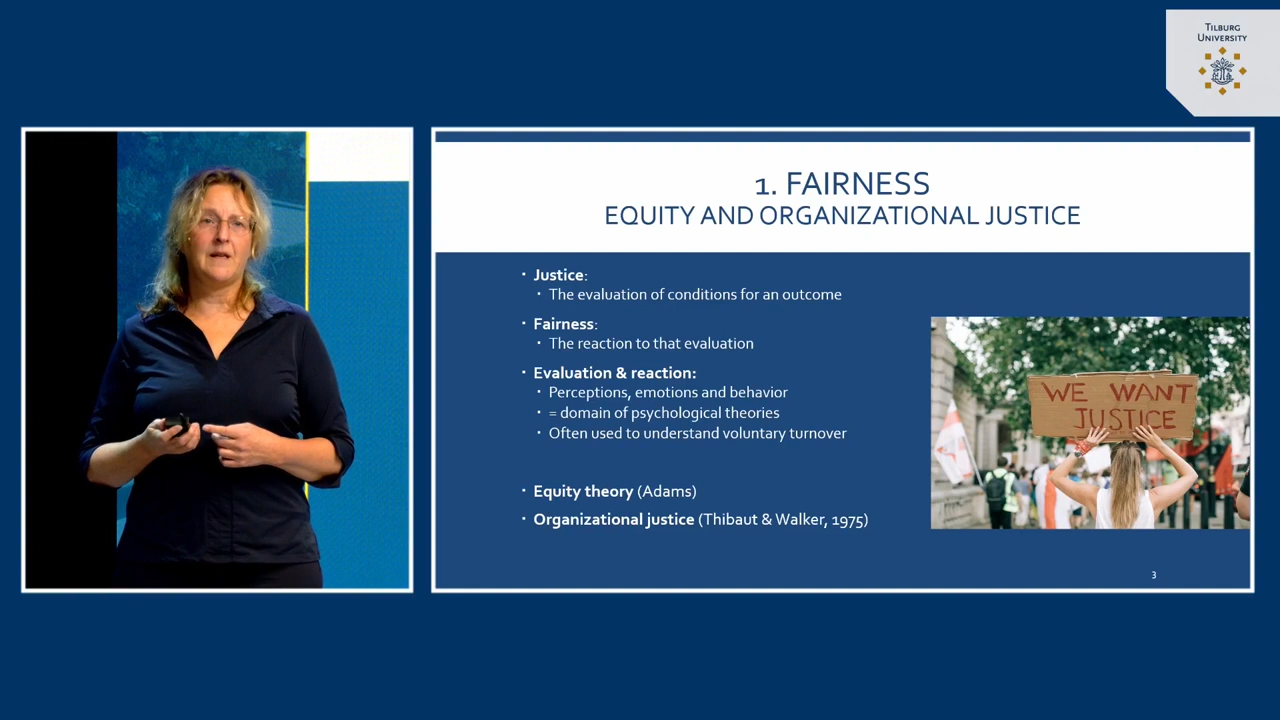 TILBURG
UNIVERSITY
1. FAIRNESS
EQUITY AND ORGANIZATIONAL JUSTICE
Justice:
The evaluation of conditions for an outcome
Fairness:
The reaction to that evaluation
Evaluation & reaction:
Perceptions, emotions and behavior
= domain of psychological theories
Often used to understand voluntary turnover
Equity theory (Adams)
Organizational justice (Thibaut & Walker, 1975)
WE WANT
JUSTICE
3